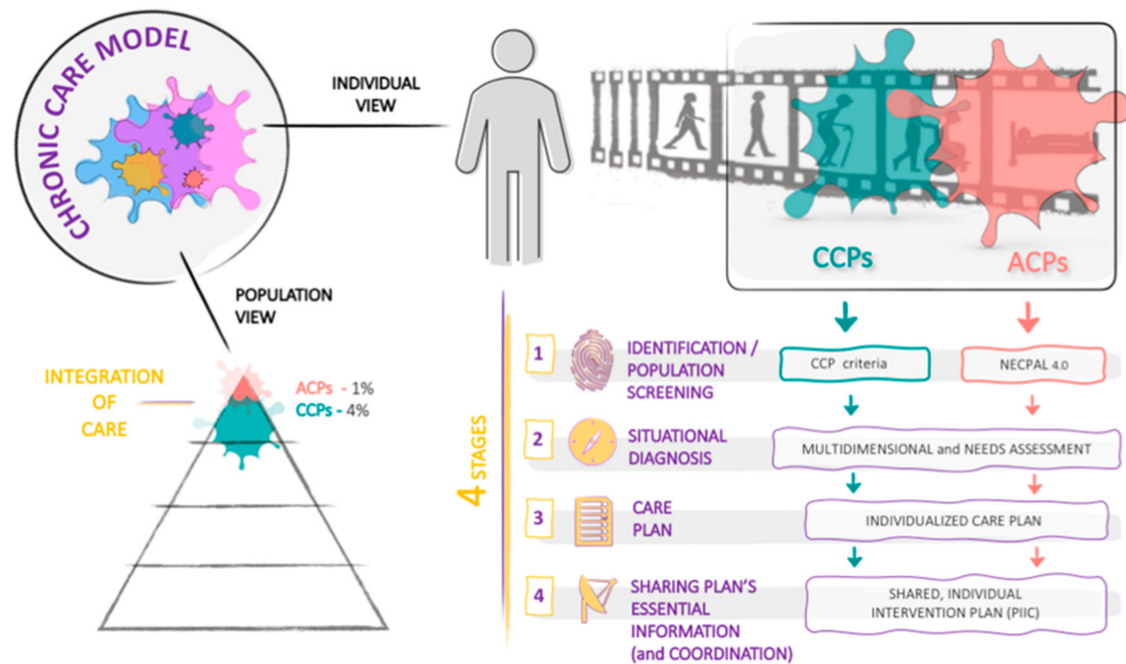 CHRONIC CARE MODEL
INDIVIDUAL
VIEW
CCPs
ACPs
POPULATION
VIEW
INTEGRATION
OF
CARE
ACPs - 1%
CCPs - 4%
4 STAGES
1
IDENTIFICATION /
POPULATION
SCREENING
CCP criteria
NECPAL 4.0
2
SITUATIONAL
DIAGNOSIS
MULTIDIMENSIONAL and NEEDS ASSESSMENT
3
CARE
PLAN
INDIVIDUALIZED CARE PLAN
4
SHARING PLAN'S
ESSENTIAL
INFORMATION
(and COORDINATION)
SHARED, INDIVIDUAL
INTERVENTION PLAN (PIIC)